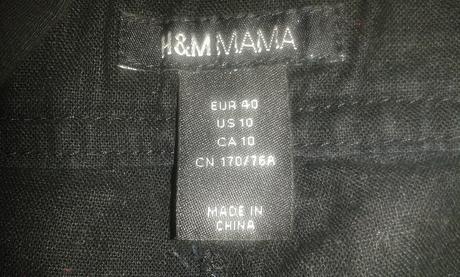 H&M MAMA
EUR 40
US 10
CA 10
CN 170/76A
MADE IN
CHINA